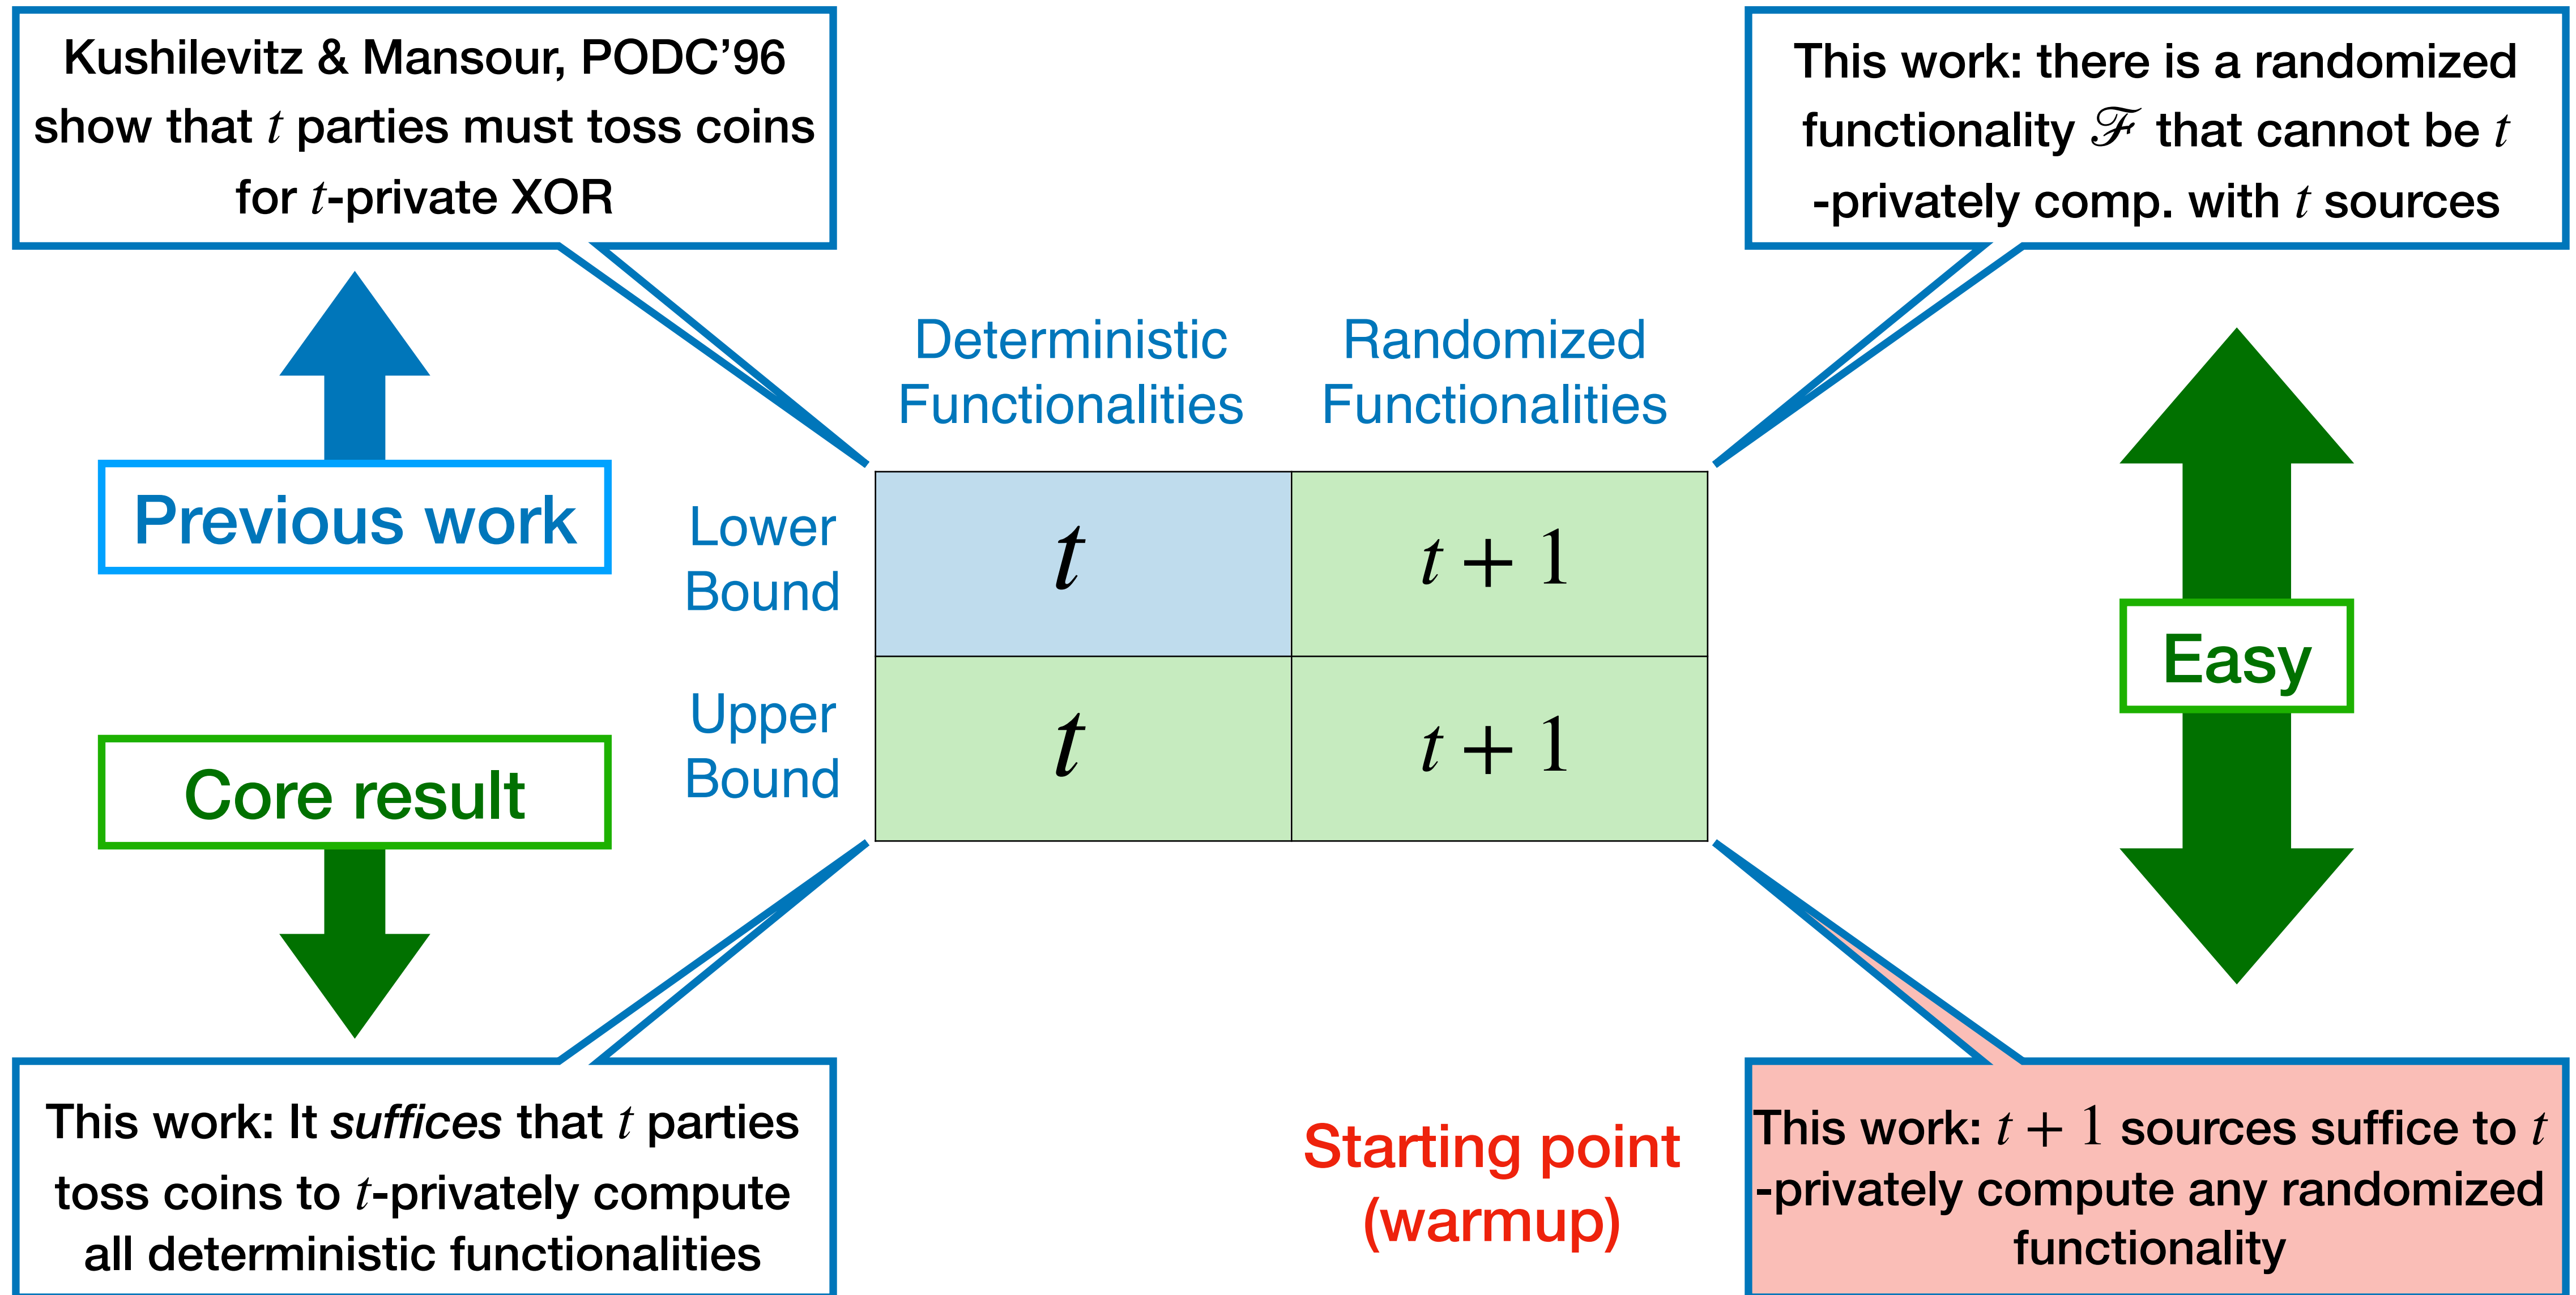 Kushilevitz & Mansour, PODC’96
show that t parties must toss coins
for t-private XOR
This work: there is a randomized
functionality ℱ that cannot be t
-privately comp. with t sources
Previous work
Core result
Deterministic
Functionalities
Randomized
Functionalities
Lower
Bound
t
t + 1
Upper
Bound
t
t + 1
Easy
This work: It suffices that t parties
toss coins to t-privately compute
all deterministic functionalities
Starting point
(warmup)
This work: t + 1 sources suffice to t
-privately compute any randomized
functionality